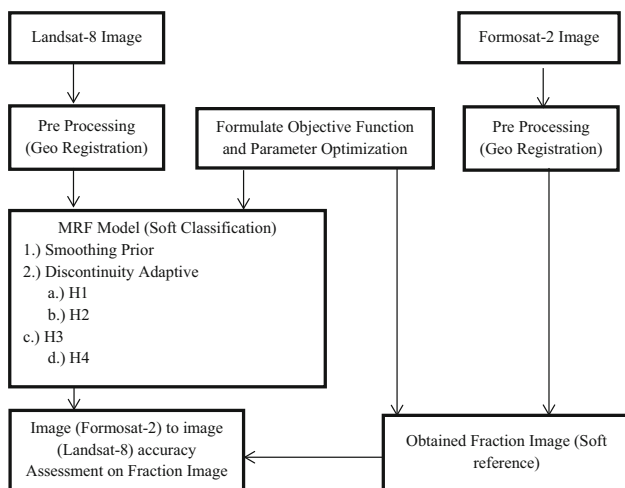 Landsat-8 Image
Formosat-2 Image
Pre Processing
(Geo Registration)
Formulate Objective Function
and Parameter Optimization
Pre Processing
(Geo Registration)
MRF Model (Soft Classification)
1.) Smoothing Prior
2.) Discontinuity Adaptive
a.) H1
b.) H2
c.) H3
d.) H4
Image (Formosat-2) to image
(Landsat-8) accuracy
Assessment on Fraction Image
Obtained Fraction Image (Soft
reference)